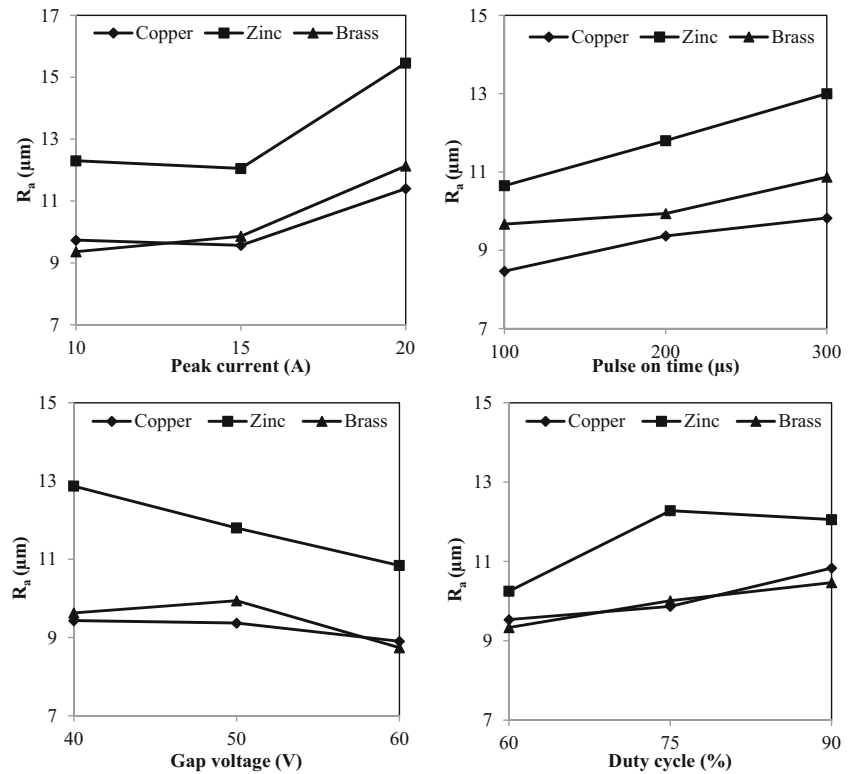 17
Copper Zinc Brass
15
13
11
9
7
Ra (µm)
10 15 20
Peak current (A)
15
Copper Zinc Brass
13
11
9
7
Ra (µm)
100 200 300
Pulse on time (µs)
15
Copper Zinc Brass
13
11
9
7
Ra (µm)
40 50 60
Gap voltage (V)
15
Copper Zinc Brass
13
11
9
7
Ra (µm)
60 75 90
Duty cycle (%)